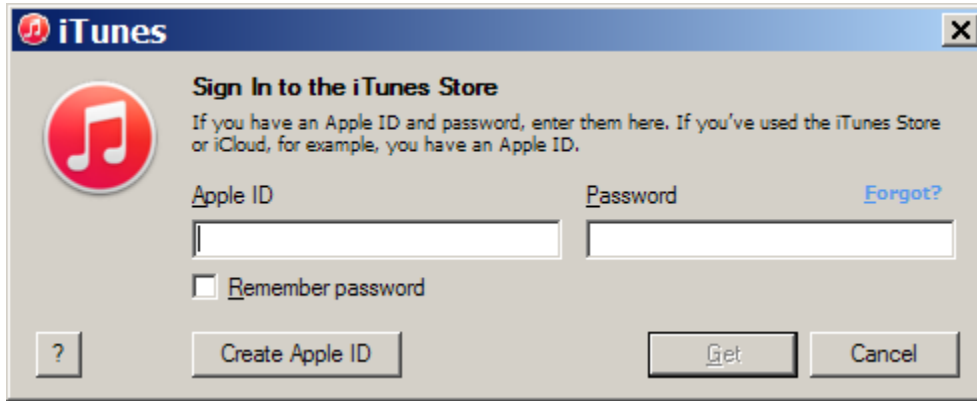 iTunes
Sign In to the iTunes Store
If you have an Apple ID and password, enter them here. If you've used the iTunes Store
or iCloud, for example, you have an Apple ID.
Apple ID Password Forgot?
Remember password
? Create Apple ID Get Cancel